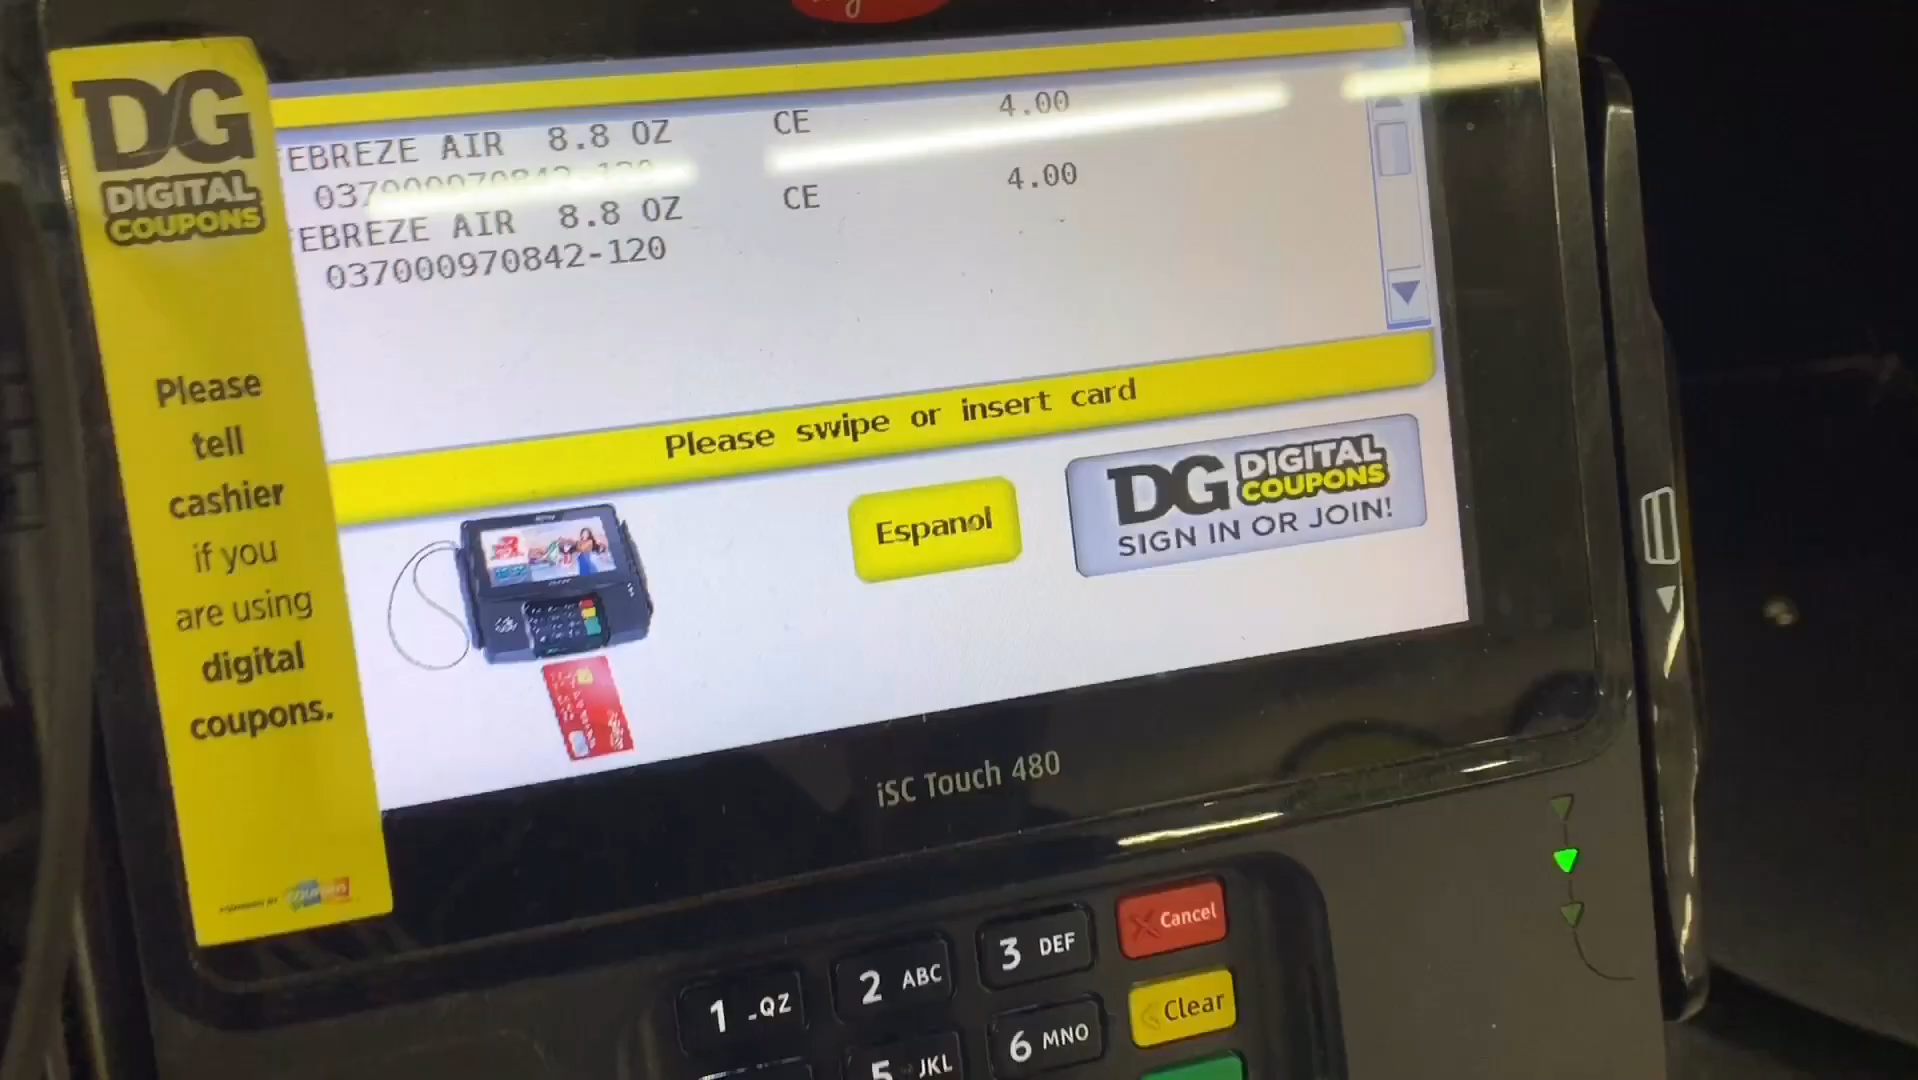 DG
DIGITAL
COUPONS
Please
tell
cashier
if you
are using
digital
coupons.
EBREZE AIR 8.8 OZ CE 4.00
037000970842-120
EBREZE AIR 8.8 OZ CE 4.00
037000970842-120
Please swipe or insert card
Espanol
DG DIGITAL COUPONS
SIGN IN OR JOIN!
iSC Touch 480
1 -QZ
2 ABC
3 DEF
Cancel
5 JKL
6 MNO
Clear